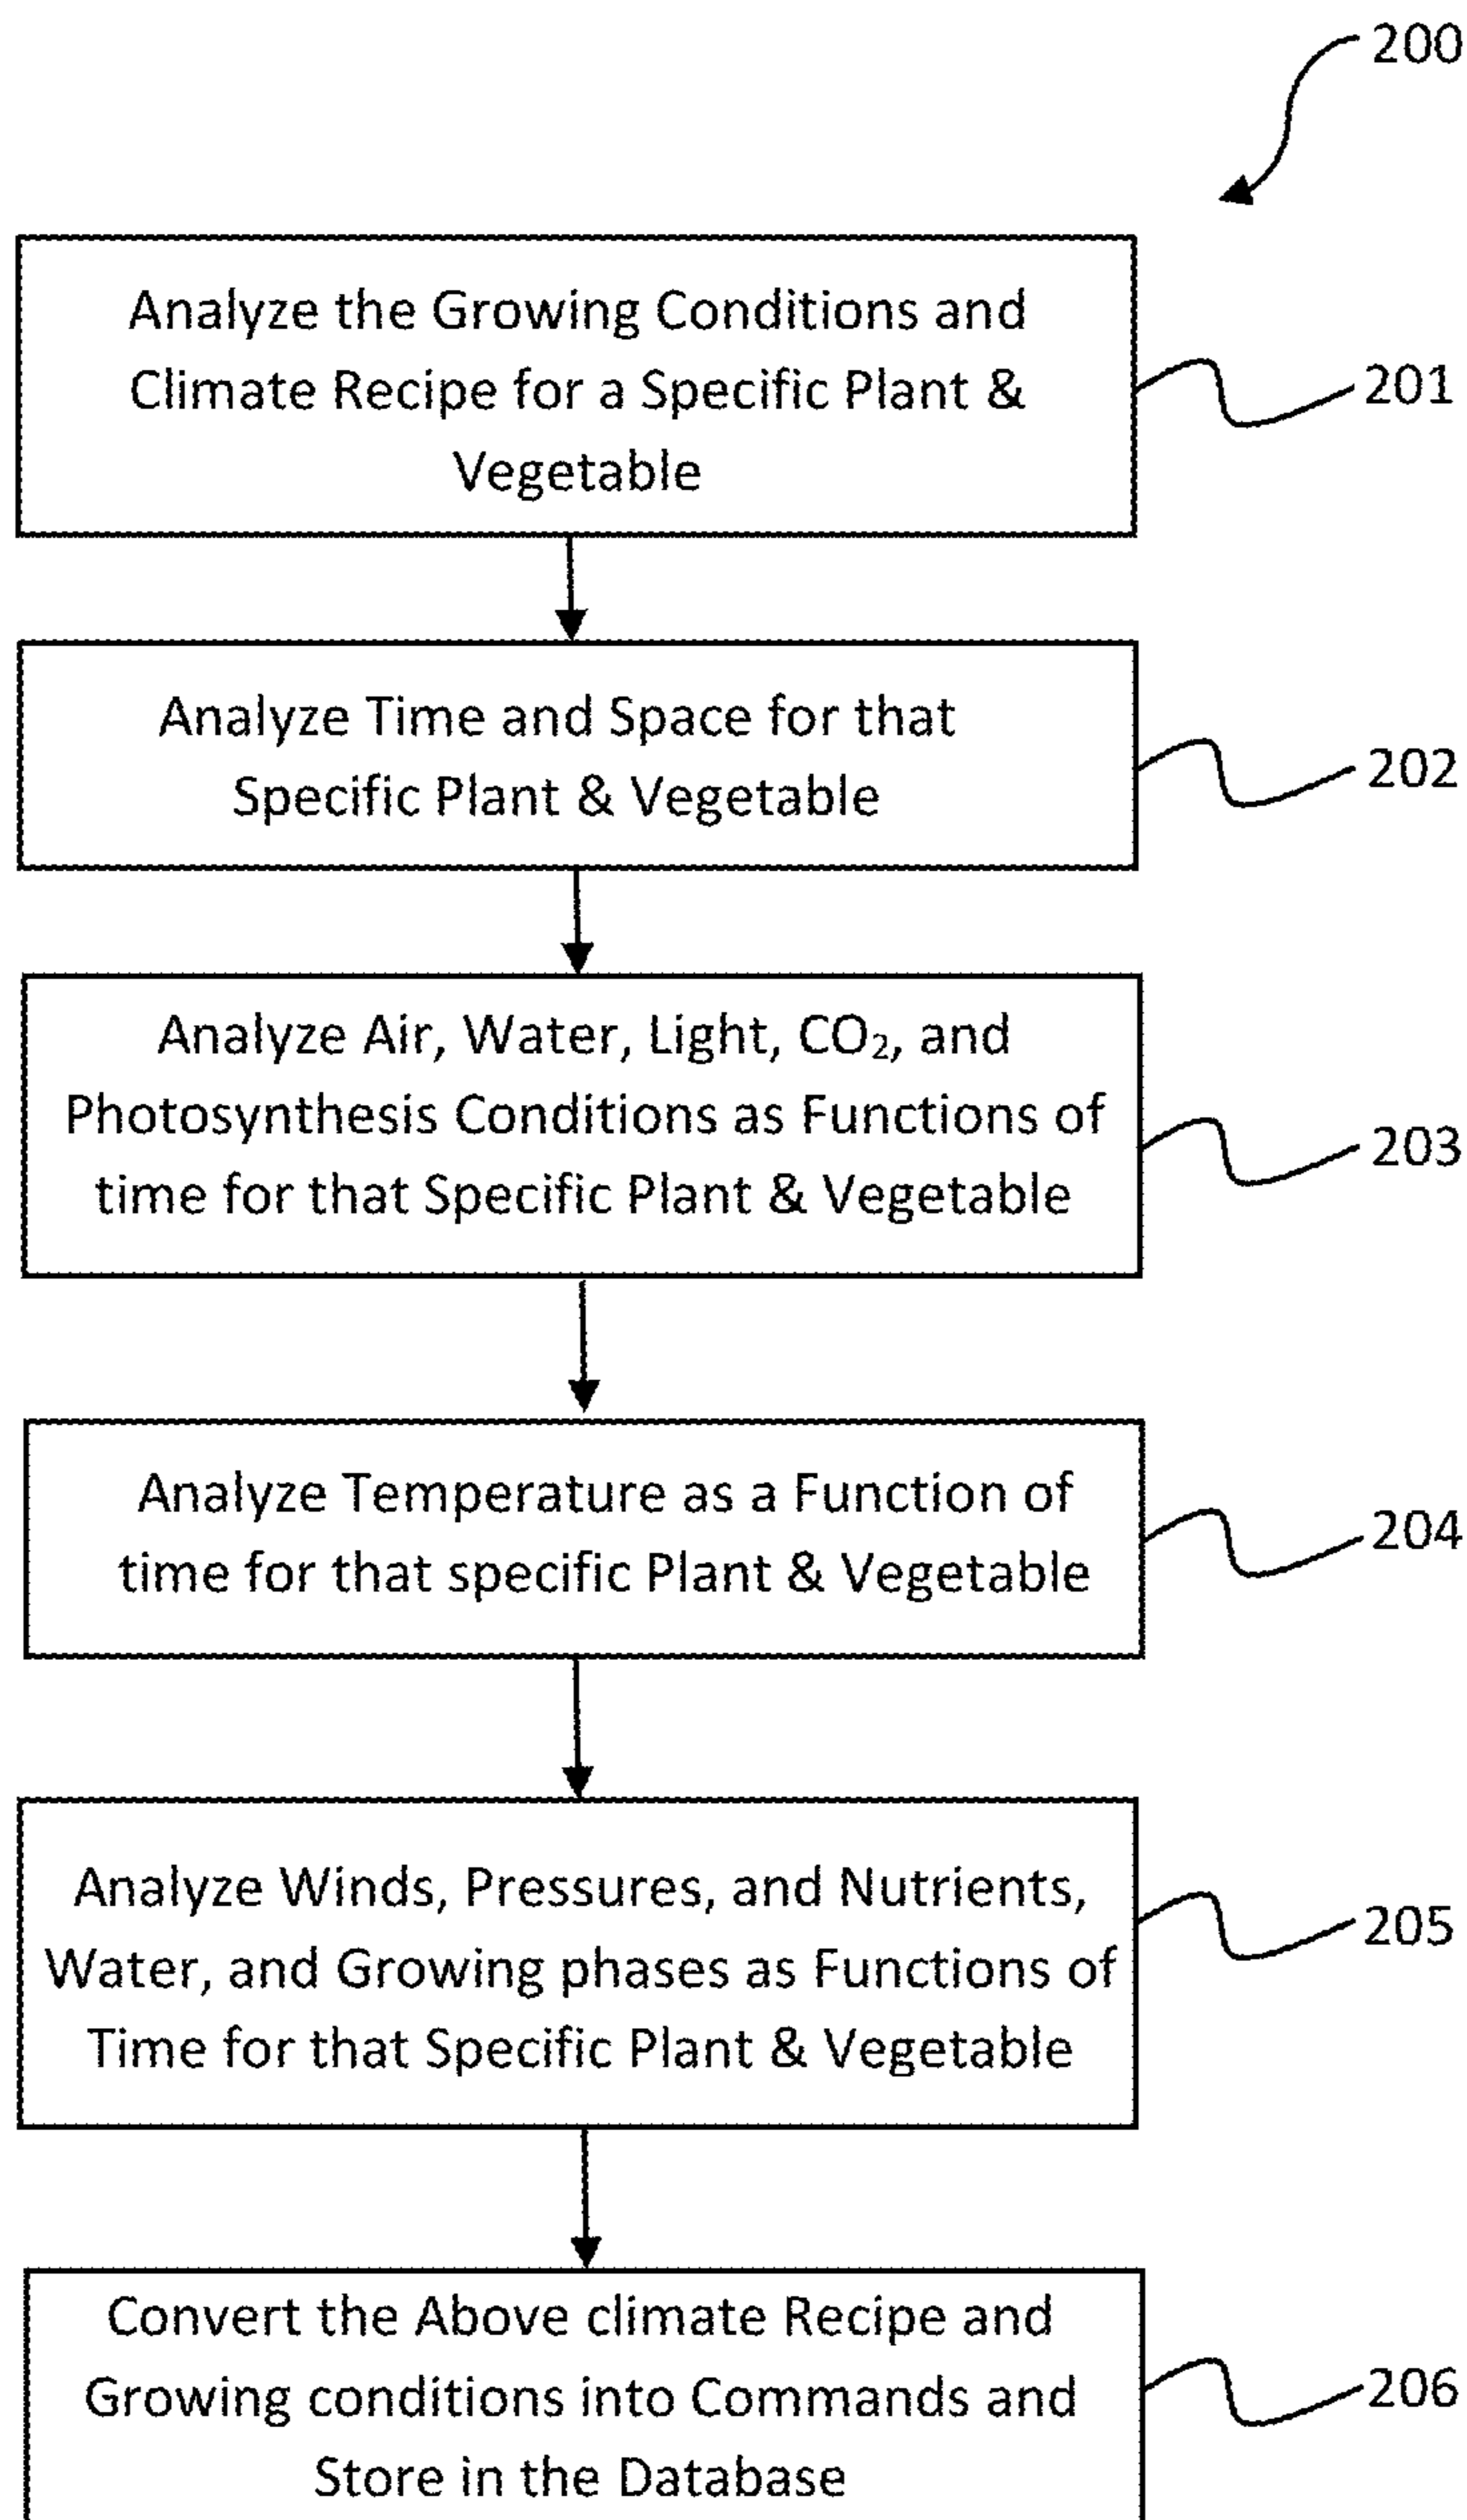 200
Analyze the Growing Conditions and
Climate Recipe for a Specific Plant &
Vegetable
201
Analyze Time and Space for that
Specific Plant & Vegetable
202
Analyze Air, Water, Light, CO₂, and
Photosynthesis Conditions as Functions of
time for that Specific Plant & Vegetable
203
Analyze Temperature as a Function of
time for that specific Plant & Vegetable
204
Analyze Winds, Pressures, and Nutrients,
Water, and Growing phases as Functions of
Time for that Specific Plant & Vegetable
205
Convert the Above climate Recipe and
Growing conditions into Commands and
Store in the Database
206